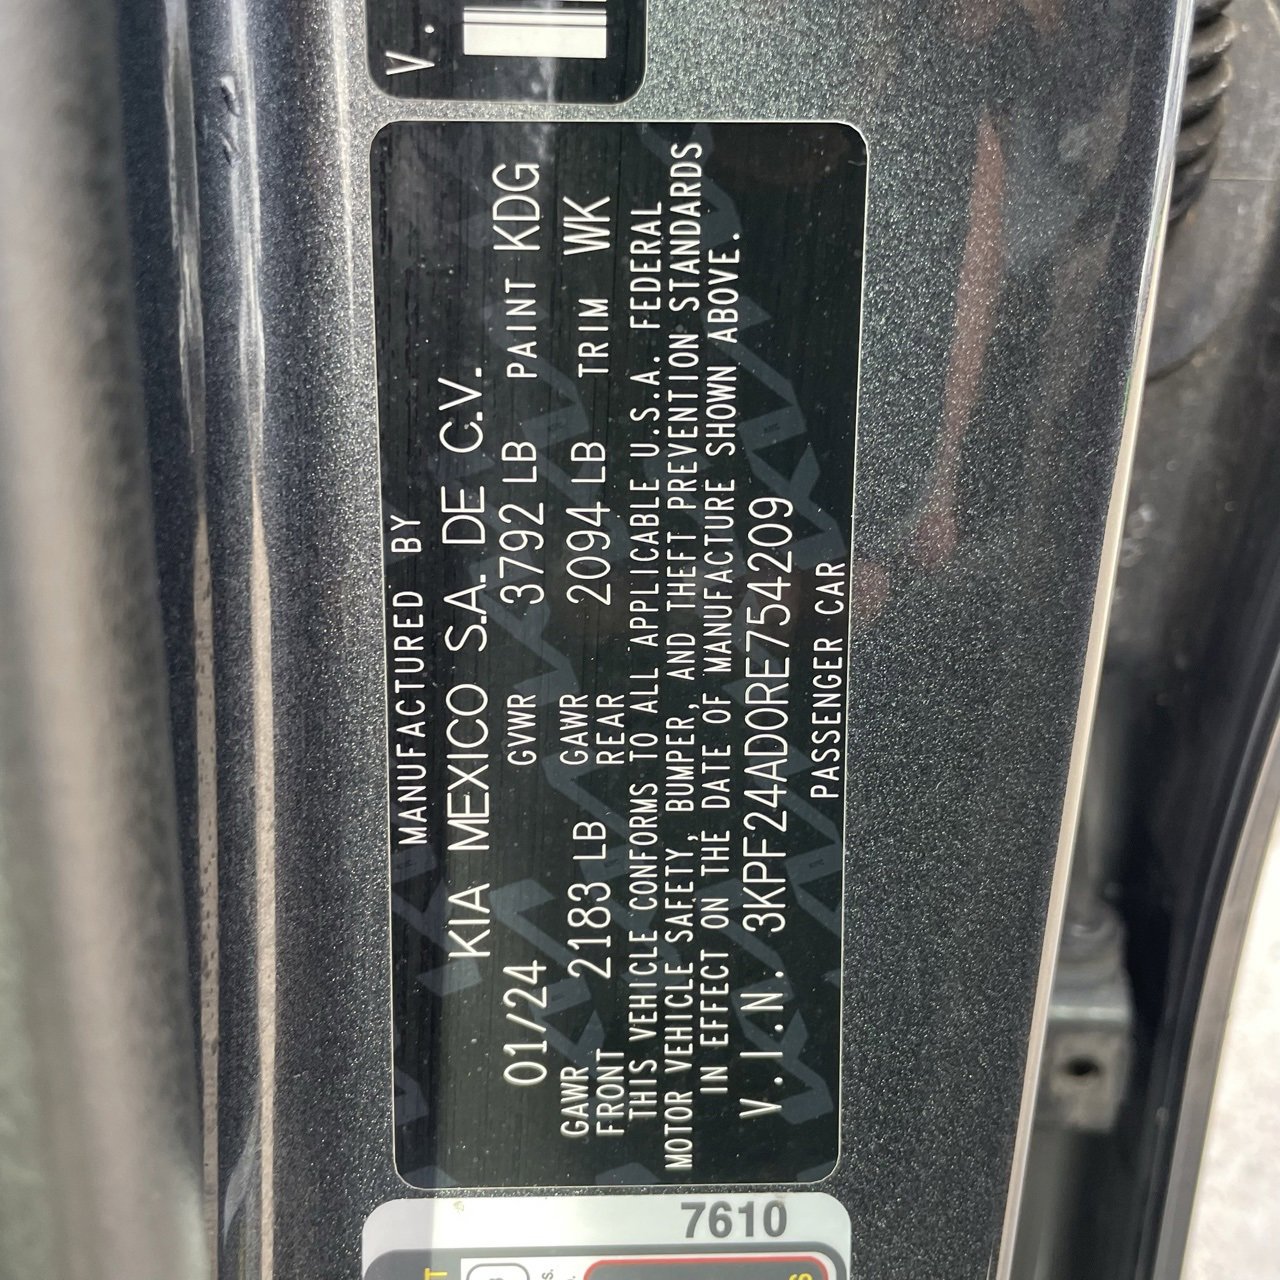 V.
MANUFACTURED BY
KIA MEXICO S.A. DE C.V.
01/24 GVWR 3792 LB PAINT KDG
GAWR FRONT 2183 LB GAWR REAR 2094 LB TRIM WK
THIS VEHICLE CONFORMS TO ALL APPLICABLE U.S.A. FEDERAL
MOTOR VEHICLE SAFETY, BUMPER, AND THEFT PREVENTION STANDARDS
IN EFFECT ON THE DATE OF MANUFACTURE SHOWN ABOVE.
V.I.N. 3KPF24AD0RE754209
PASSENGER CAR
7610